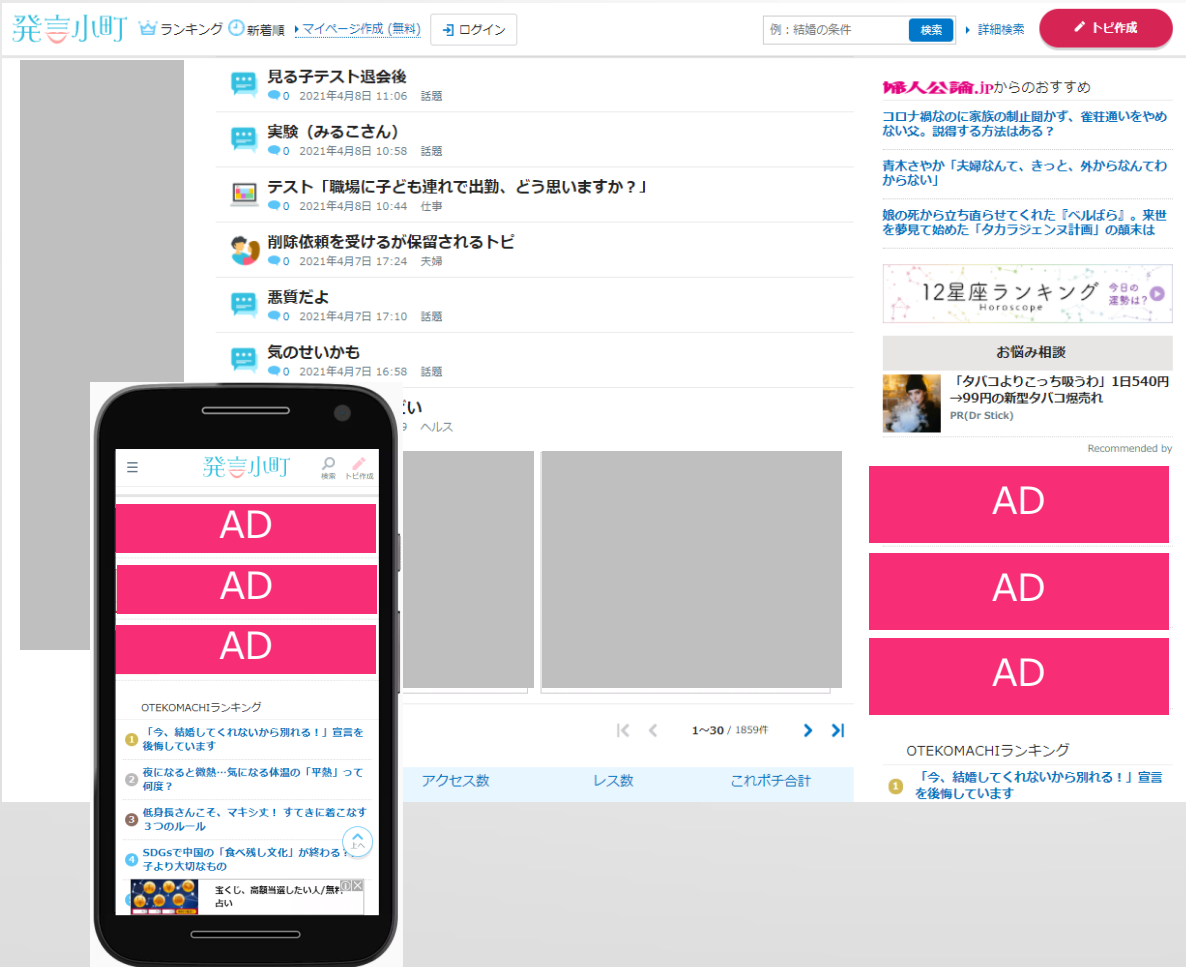 発言小町 ランキング 新着順 マイページ作成 (無料) ログイン 例：結婚の条件 検索 詳細検索 トピ作成
見る子テスト退会後
0 2021年4月8日 11:06 話題
実験（みるこさん）
0 2021年4月8日 10:58 話題
テスト「職場に子ども連れで出勤、どう思いますか？」
0 2021年4月8日 10:44 仕事
削除依頼を受けるが保留されるトピ
0 2021年4月7日 17:24 夫婦
悪質だよ
0 2021年4月7日 17:10 話題
気のせいかも
0 2021年4月7日 16:58 話題
い
9 ヘルス
1～30 / 1859件
アクセス数 レス数 これポチ合計
婦人公論.jpからのおすすめ
コロナ禍なのに家族の制止聞かず、雀荘通いをやめ
ない父。説得する方法はある？
青木さやか「夫婦なんて、きっと、外からなんてわ
からない」
娘の死から立ち直らせてくれた『ベルばら』。来世
を夢見て始めた「タカラジェンヌ計画」の顛末は
12星座ランキング
Horoscope
今日の
運勢は？
お悩み相談
「タバコよりこっち吸うわ」1日540円
→99円の新型タバコ爆売れ
PR(Dr Stick)
Recommended by
AD
AD
AD
OTEKOMACHIランキング
1 「今、結婚してくれないから別れる！」宣言
を後悔しています
発言小町 検索 トピ作成
AD
AD
AD
OTEKOMACHIランキング
1 「今、結婚してくれないから別れる！」宣言を
後悔しています
2 夜になると微熱…気になる体温の「平熱」って
何度？
3 低身長さんこそ、マキシ丈！ すてきに着こなす
３つのルール
4 SDGsで中国の「食べ残し文化」が終わる？
子より大切なもの
上へ
宝くじ、高額当選したい人/無料
占い